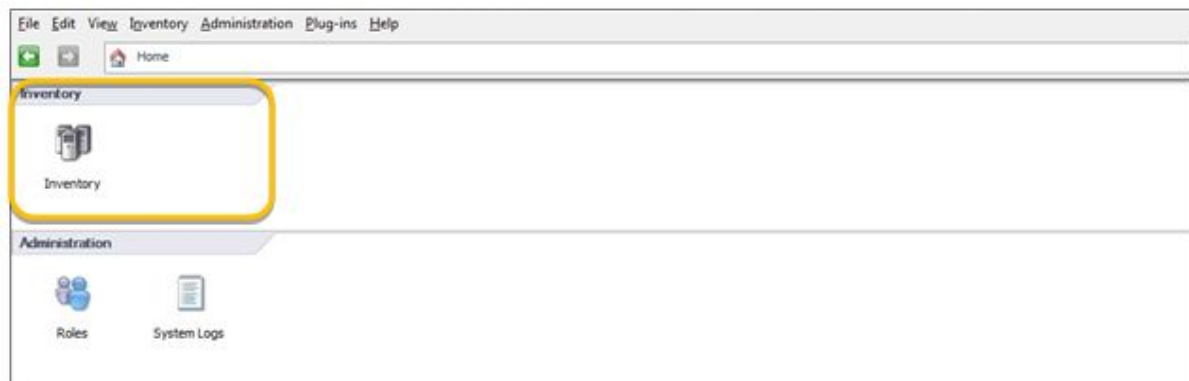 File Edit View Inventory Administration Plug-ins Help
Home
Inventory
Inventory
Administration
Roles System Logs